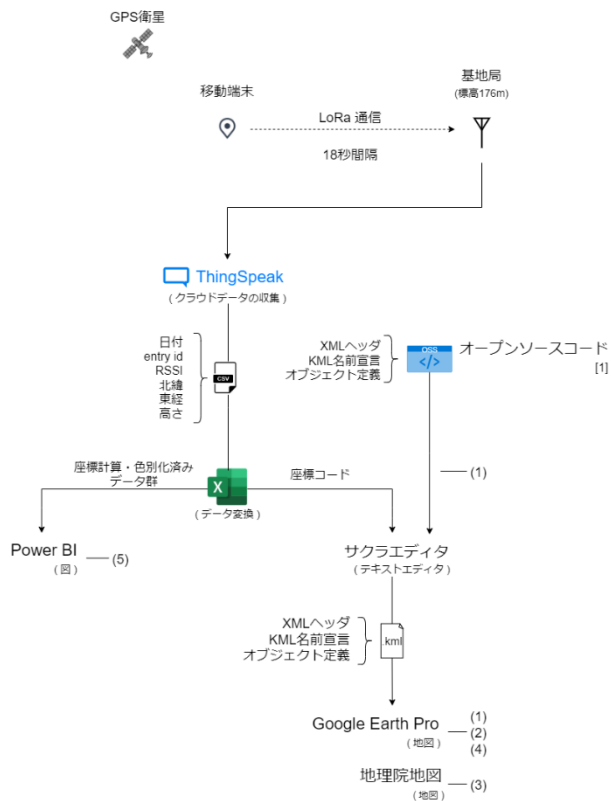 GPS衛星
移動端末
基地局
(標高176m)
LoRa 通信
18秒間隔
ThingSpeak
(クラウドデータの収集)
日付
entry id
RSSI
北緯
東経
高さ
CSV
XMLヘッダ
KML名前宣言
オブジェクト定義
OSS
</>
オープンソースコード
[1]
(1)
座標計算・色別化済み
データ群
X
座標コード
(データ変換)
Power BI
(図)
(5)
サクラエディタ
(テキストエディタ)
XMLヘッダ
KML名前宣言
オブジェクト定義
.kml
Google Earth Pro
(地図)
(1)
(2)
(4)
地理院地図
(地図)
(3)